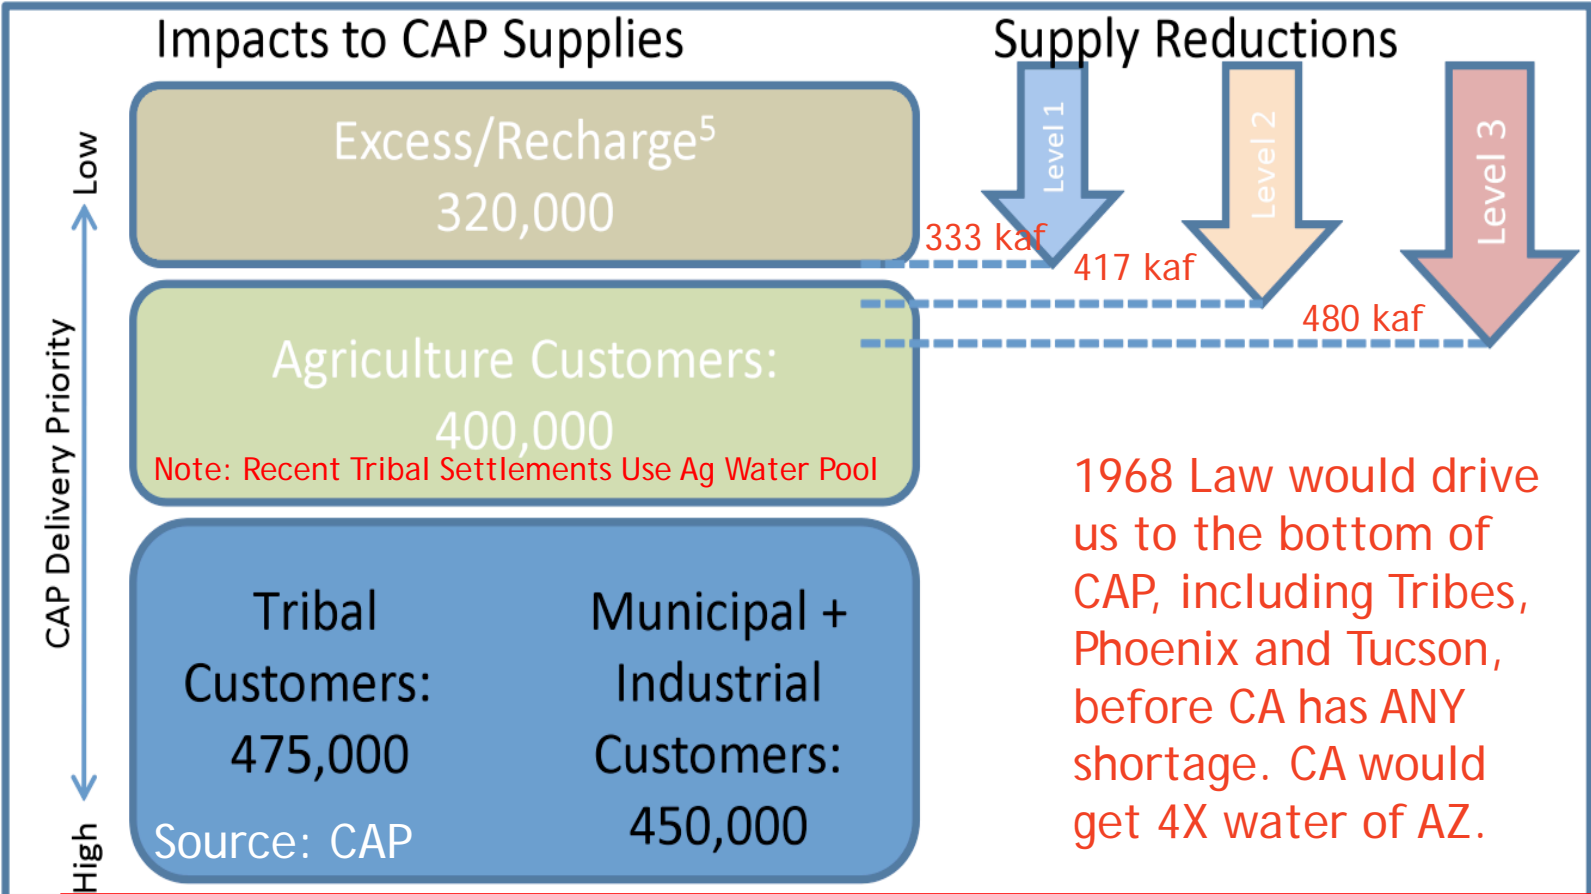 Impacts to CAP Supplies
Supply Reductions
Low
CAP Delivery Priority
High
Excess/Recharge⁵
320,000
Agriculture Customers:
400,000
Note: Recent Tribal Settlements Use Ag Water Pool
Tribal
Customers:
475,000
Municipal +
Industrial
Customers:
450,000
Source: CAP
Level 1
Level 2
Level 3
333 kaf
417 kaf
480 kaf
1968 Law would drive
us to the bottom of
CAP, including Tribes,
Phoenix and Tucson,
before CA has ANY
shortage. CA would
get 4X water of AZ.